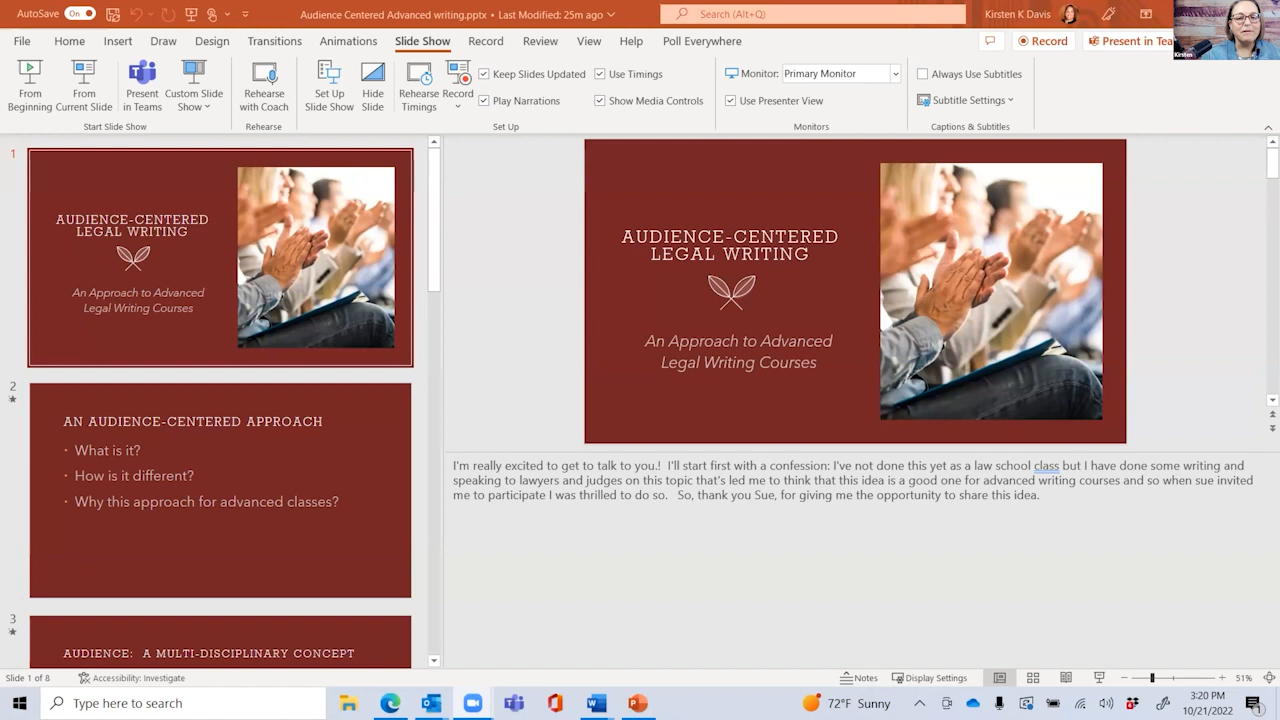 AutoSave On
Audience Centered Advanced writing.pptx • Last Modified: 25m ago
Search (Alt+Q)
Kirsten K Davis
File Home Insert Draw Design Transitions Animations Slide Show Record Review View Help Poll Everywhere
Record
Present in Tea
Kirsten
From Beginning
From Current Slide
Present in Teams
Custom Slide Show
Rehearse with Coach
Set Up Slide Show
Hide Slide
Rehearse Timings
Record
Keep Slides Updated
Use Timings
Play Narrations
Show Media Controls
Monitor: Primary Monitor
Use Presenter View
Always Use Subtitles
Subtitle Settings
Start Slide Show
Rehearse
Set Up
Monitors
Captions & Subtitles
1
AUDIENCE-CENTERED
LEGAL WRITING
An Approach to Advanced
Legal Writing Courses
2
AN AUDIENCE-CENTERED APPROACH
• What is it?
• How is it different?
• Why this approach for advanced classes?
3
AUDIENCE: A MULTI-DISCIPLINARY CONCEPT
AUDIENCE-CENTERED
LEGAL WRITING
An Approach to Advanced
Legal Writing Courses
I'm really excited to get to talk to you.! I'll start first with a confession: I've not done this yet as a law school class but I have done some writing and
speaking to lawyers and judges on this topic that's led me to think that this idea is a good one for advanced writing courses and so when sue invited
me to participate I was thrilled to do so. So, thank you Sue, for giving me the opportunity to share this idea.
Slide 1 of 8
Accessibility: Investigate
Notes
Display Settings
51%
Type here to search
72°F Sunny
3:20 PM
10/21/2022
1